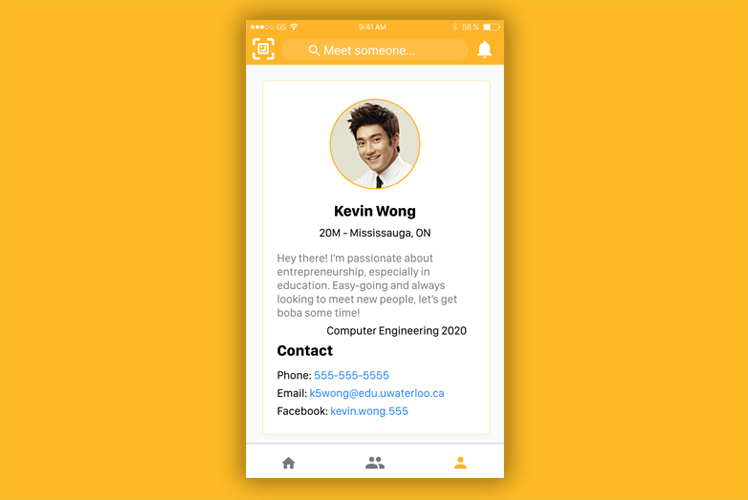 GS 9:41 AM 58%
Meet someone...
Kevin Wong
20M - Mississauga, ON
Hey there! I'm passionate about
entrepreneurship, especially in
education. Easy-going and always
looking to meet new people, let's get
boba some time!
Computer Engineering 2020
Contact
Phone: 555-555-5555
Email: k5wong@edu.uwaterloo.ca
Facebook: kevin.wong.555